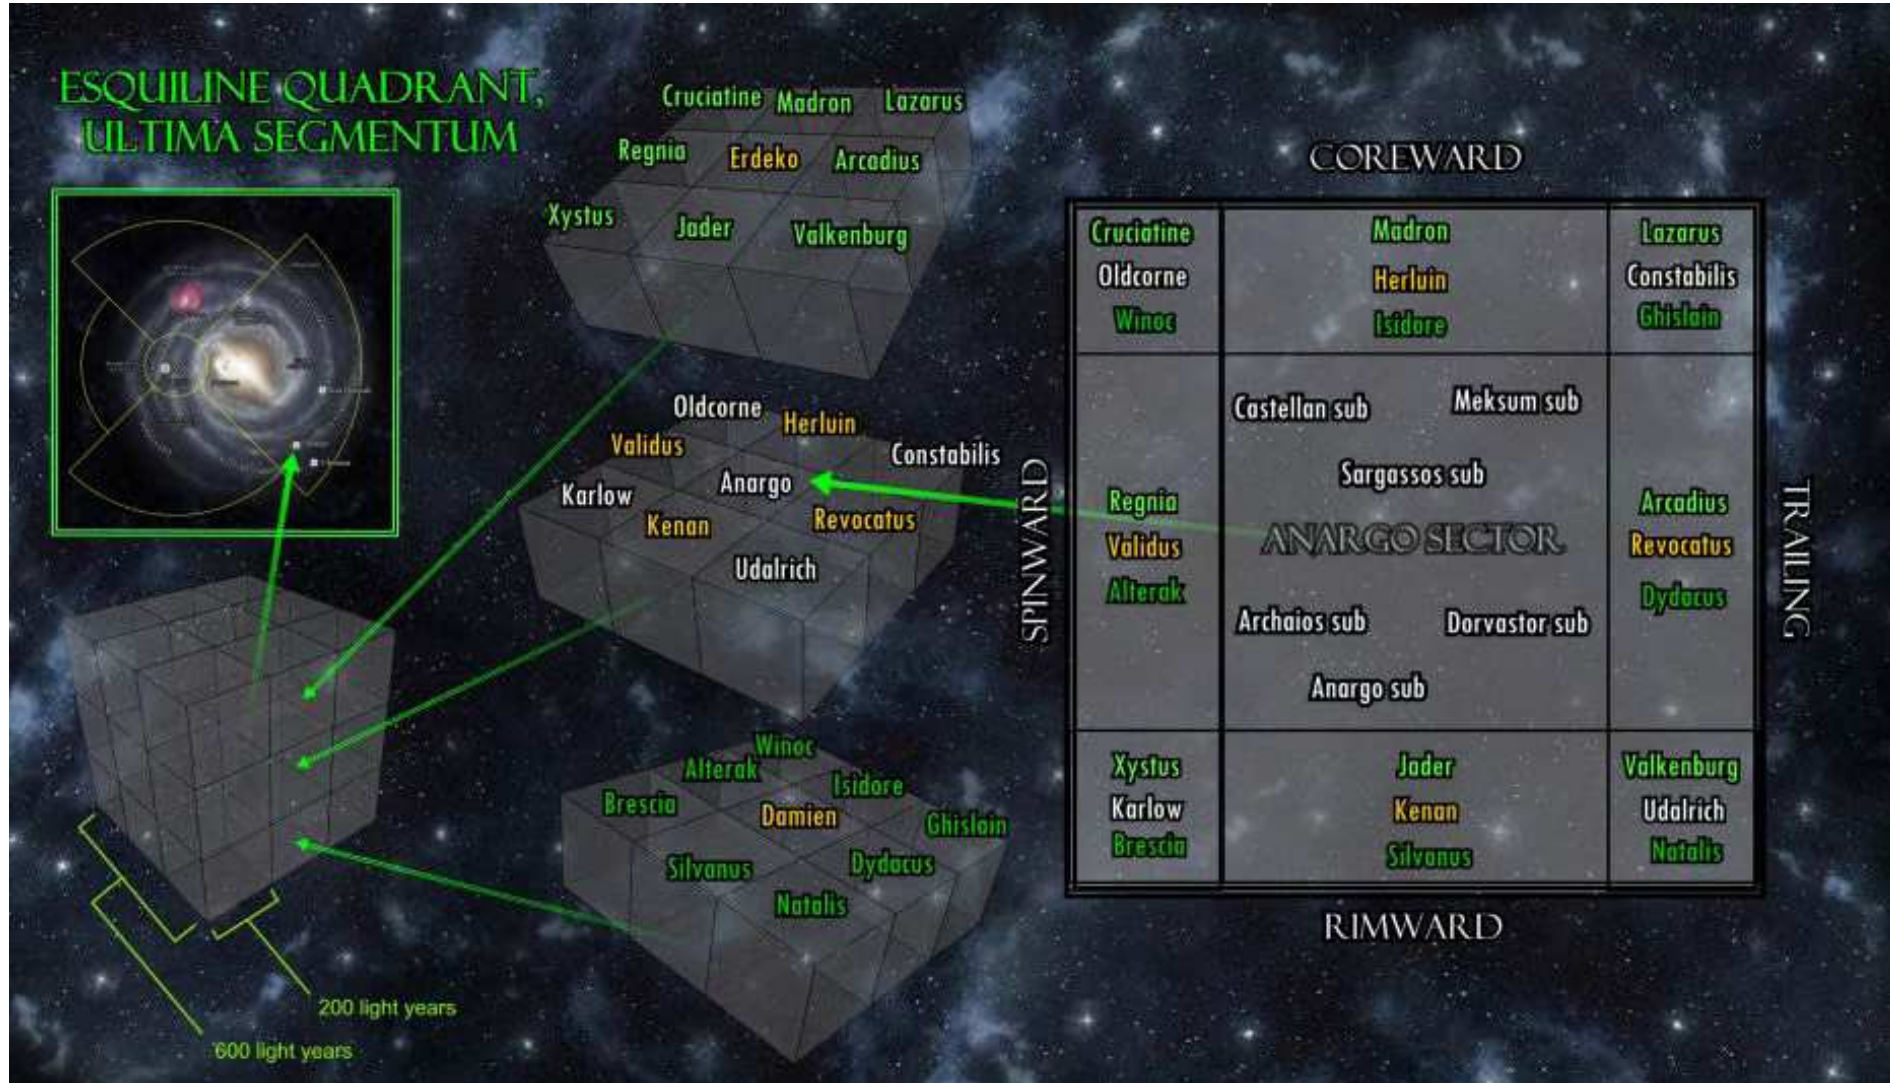 ESQUILINE QUADRANT,
ULTIMA SEGMENTUM
Cruciatine Madron Lazarus
Regnia Erdeko Arcadius
Xystus Jader Valkenburg
Oldcorne Herluin
Validus Constabilis
Karlow Anargo
Kenan Revocatus
Udalrich
Winoc
Alterak Isidore
Brescia Damien Ghislain
Silvanus Dydacus
Natalis
200 light years
600 light years
COREWARD
SPINWARD
TRAILING
RIMWARD
Cruciatine Madron Lazarus
Oldcorne Herluin Constabilis
Winoc Isidore Ghislain
Castellan sub Meksum sub
Sargassos sub
Regnia Arcadius
Validus ANARGO SECTOR Revocatus
Alterak Dydacus
Archaios sub Dorvastor sub
Anargo sub
Xystus Jader Valkenburg
Karlow Kenan Udalrich
Brescia Silvanus Natalis